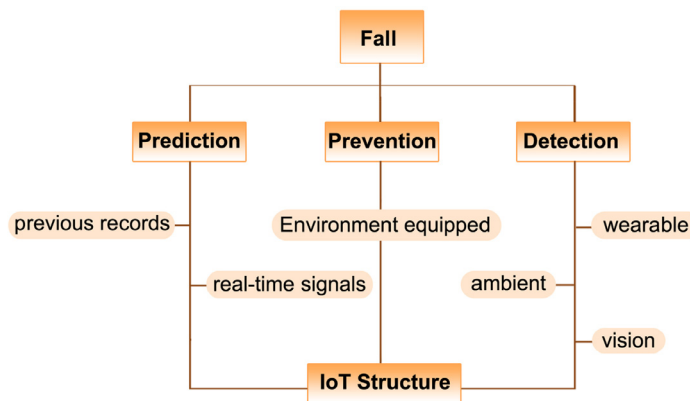 Fall
Prediction
Prevention
Detection
previous records
Environment equipped
wearable
real-time signals
ambient
vision
IoT Structure